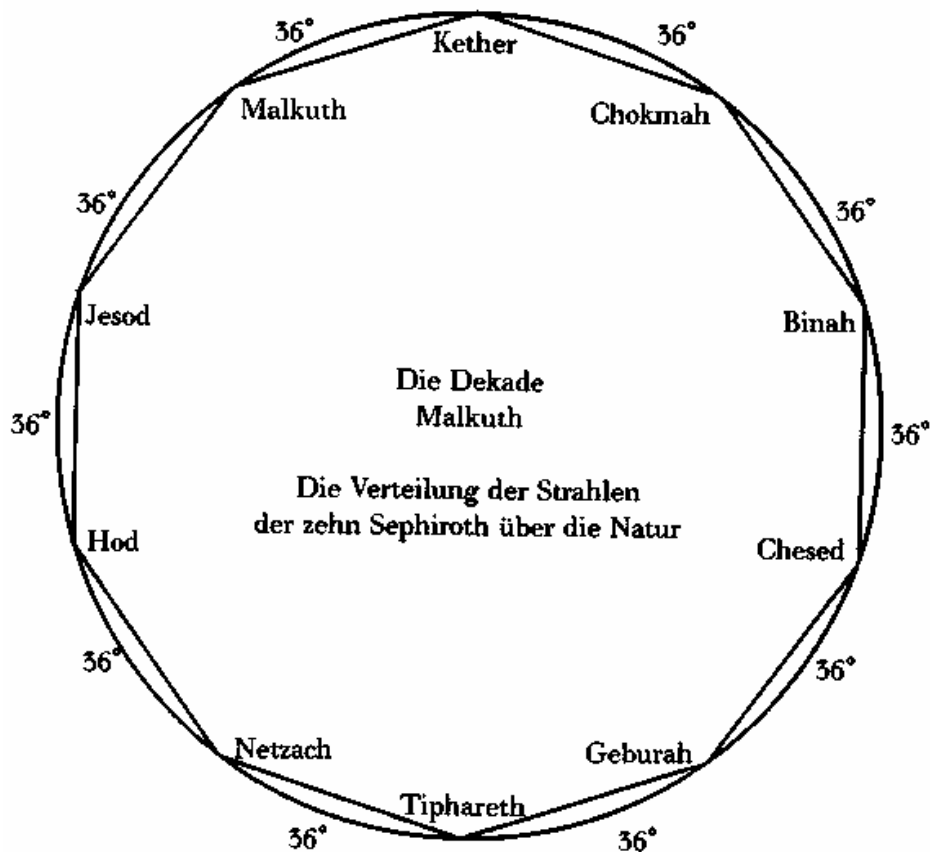 36°
36°
Kether
Malkuth
Chokmah
36°
36°
Jesod
Binah
Die Dekade
Malkuth
36°
36°
Die Verteilung der Strahlen
der zehn Sephiroth über die Natur
Hod
Chesed
36°
36°
Netzach
Geburah
Tiphareth
36°
36°